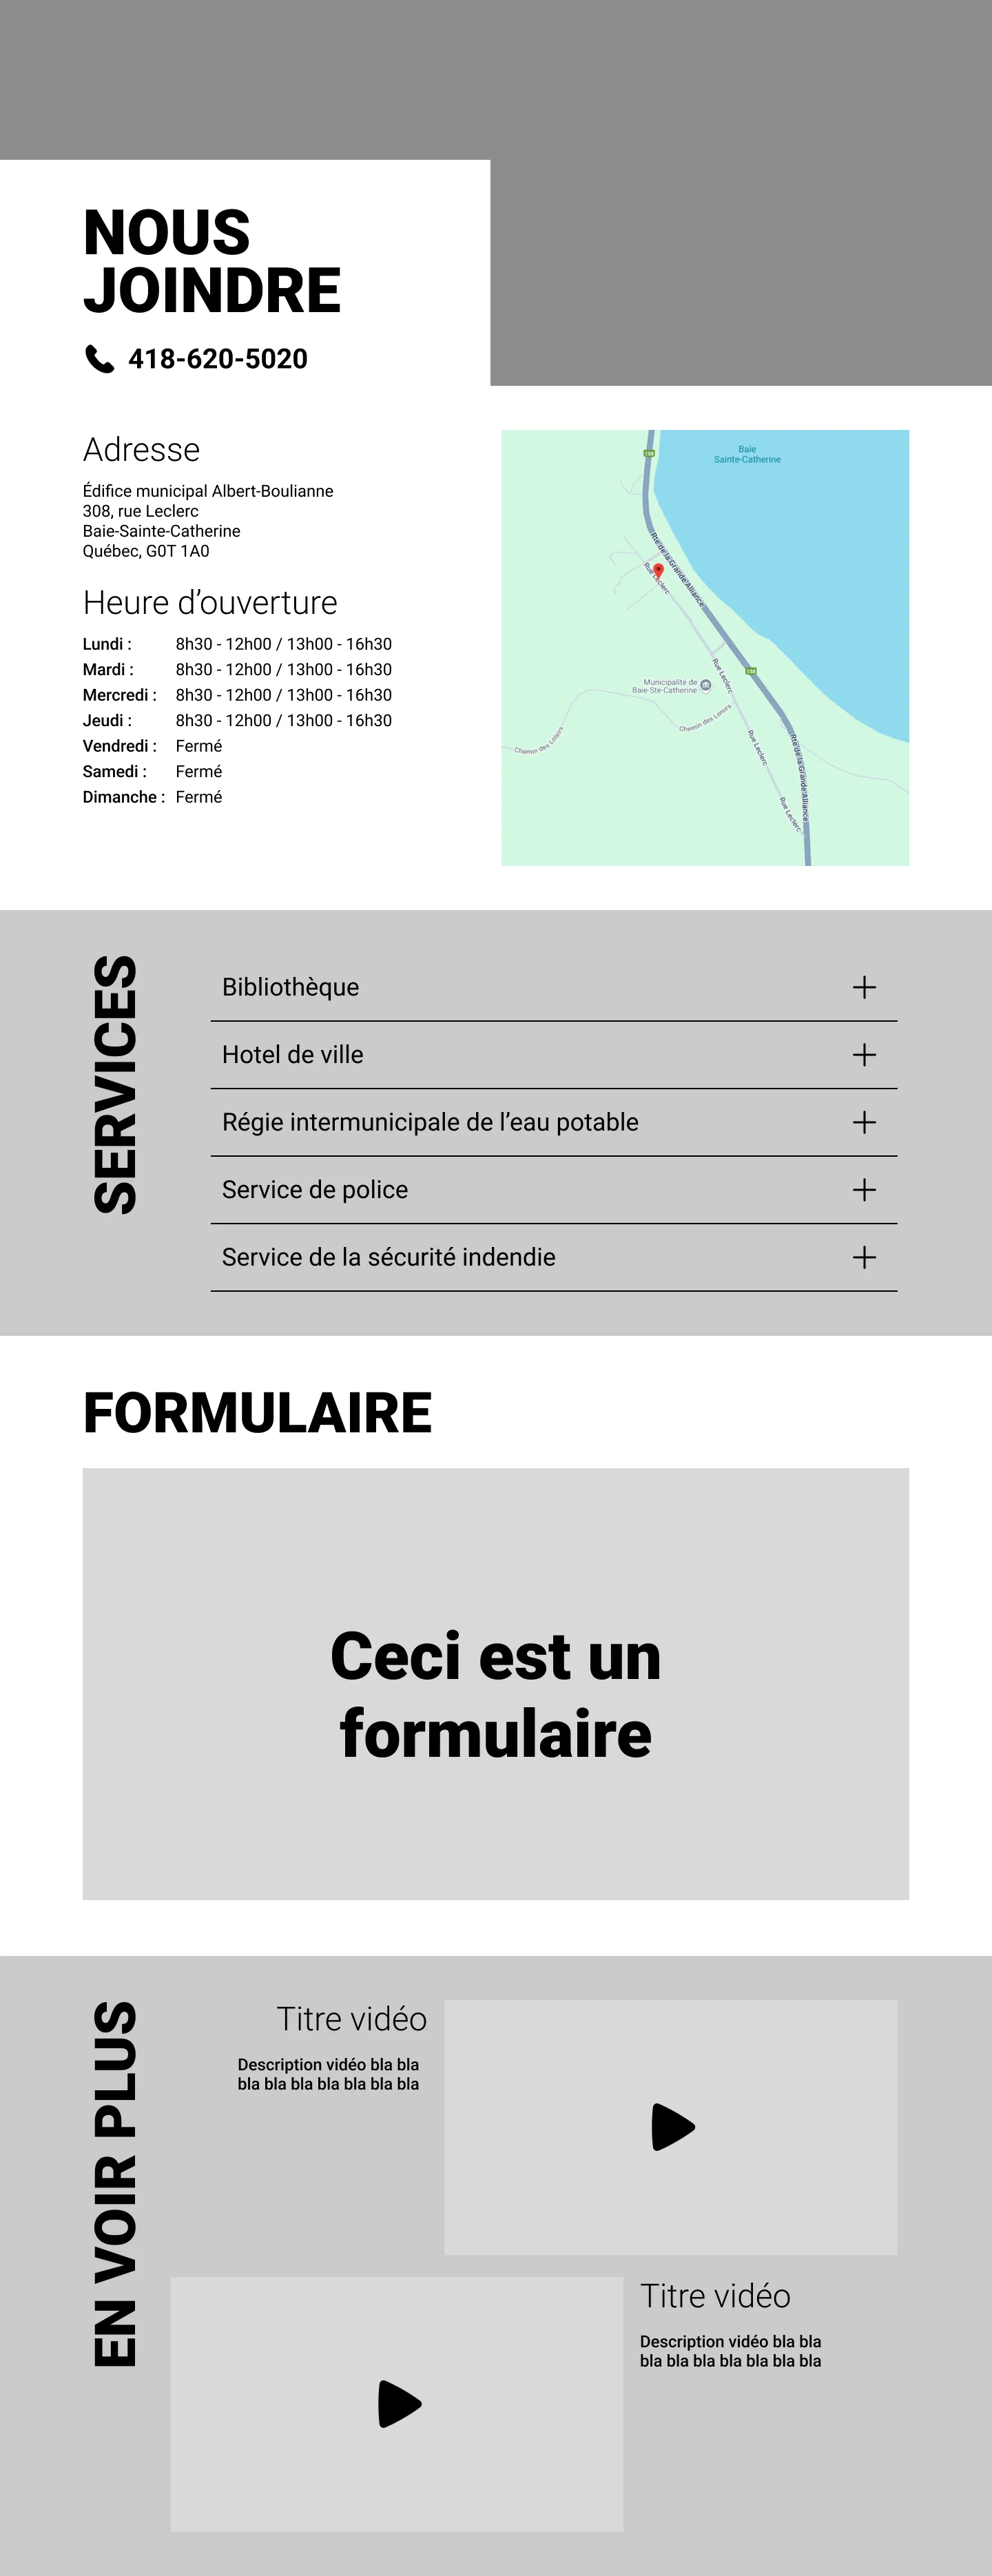 NOUS
JOINDRE
418-620-5020
Adresse
Édifice municipal Albert-Boulianne
308, rue Leclerc
Baie-Sainte-Catherine
Québec, G0T 1A0
Heure d’ouverture
Lundi : 8h30 - 12h00 / 13h00 - 16h30
Mardi : 8h30 - 12h00 / 13h00 - 16h30
Mercredi : 8h30 - 12h00 / 13h00 - 16h30
Jeudi : 8h30 - 12h00 / 13h00 - 16h30
Vendredi : Fermé
Samedi : Fermé
Dimanche : Fermé
Baie
Sainte-Catherine
138
Rte de la Grande Alliance
Rue Leclerc
138
Rue Leclerc
Municipalité de
Baie-Ste-Catherine
Chemin des Loisirs
Chemin des Loisirs
Rue Leclerc
Rte de la Grande Alliance
Rue Leclerc
SERVICES
Bibliothèque
Hotel de ville
Régie intermunicipale de l’eau potable
Service de police
Service de la sécurité indendie
FORMULAIRE
Ceci est un
formulaire
EN VOIR PLUS
Titre vidéo
Description vidéo bla bla
bla bla bla bla bla bla bla
Titre vidéo
Description vidéo bla bla
bla bla bla bla bla bla bla